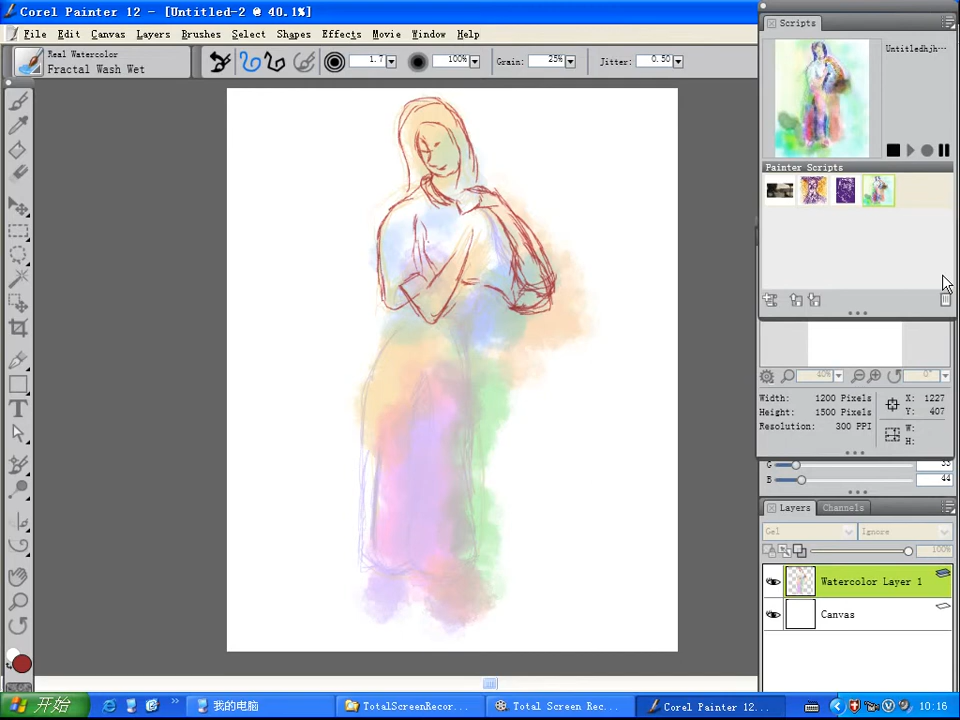 Corel Painter 12 - [Untitled-2 @ 40.1%]
File Edit Canvas Layers Brushes Select Shapes Effects Movie Window Help
Real Watercolor
Fractal Wash Wet
1.7 100% Grain: 25% Jitter: 0.50
Scripts
Untitledhjh...
Painter Scripts
40% 0°
Width: 1200 Pixels X: 1227
Height: 1500 Pixels Y: 407
Resolution: 300 PPI W:
H:
G 33
B 44
Layers Channels
Gel Ignore
100%
Watercolor Layer 1
Canvas
开始 我的电脑 TotalScreenRecor... Total Screen Rec... Corel Painter 12... 10:16